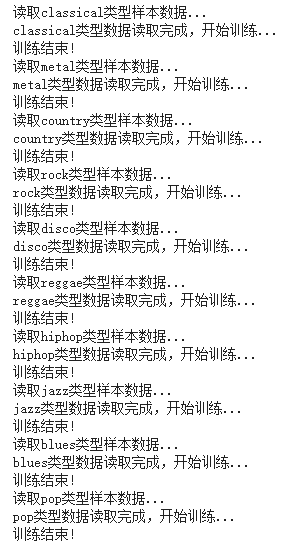 读取classical类型样本数据...
classical类型数据读取完成，开始训练...
训练结束!
读取metal类型样本数据...
metal类型数据读取完成，开始训练...
训练结束!
读取country类型样本数据...
country类型数据读取完成，开始训练...
训练结束!
读取rock类型样本数据...
rock类型数据读取完成，开始训练...
训练结束!
读取disco类型样本数据...
disco类型数据读取完成，开始训练...
训练结束!
读取reggae类型样本数据...
reggae类型数据读取完成，开始训练...
训练结束!
读取hiphop类型样本数据...
hiphop类型数据读取完成，开始训练...
训练结束!
读取jazz类型样本数据...
jazz类型数据读取完成，开始训练...
训练结束!
读取blues类型样本数据...
blues类型数据读取完成，开始训练...
训练结束!
读取pop类型样本数据...
pop类型数据读取完成，开始训练...
训练结束!